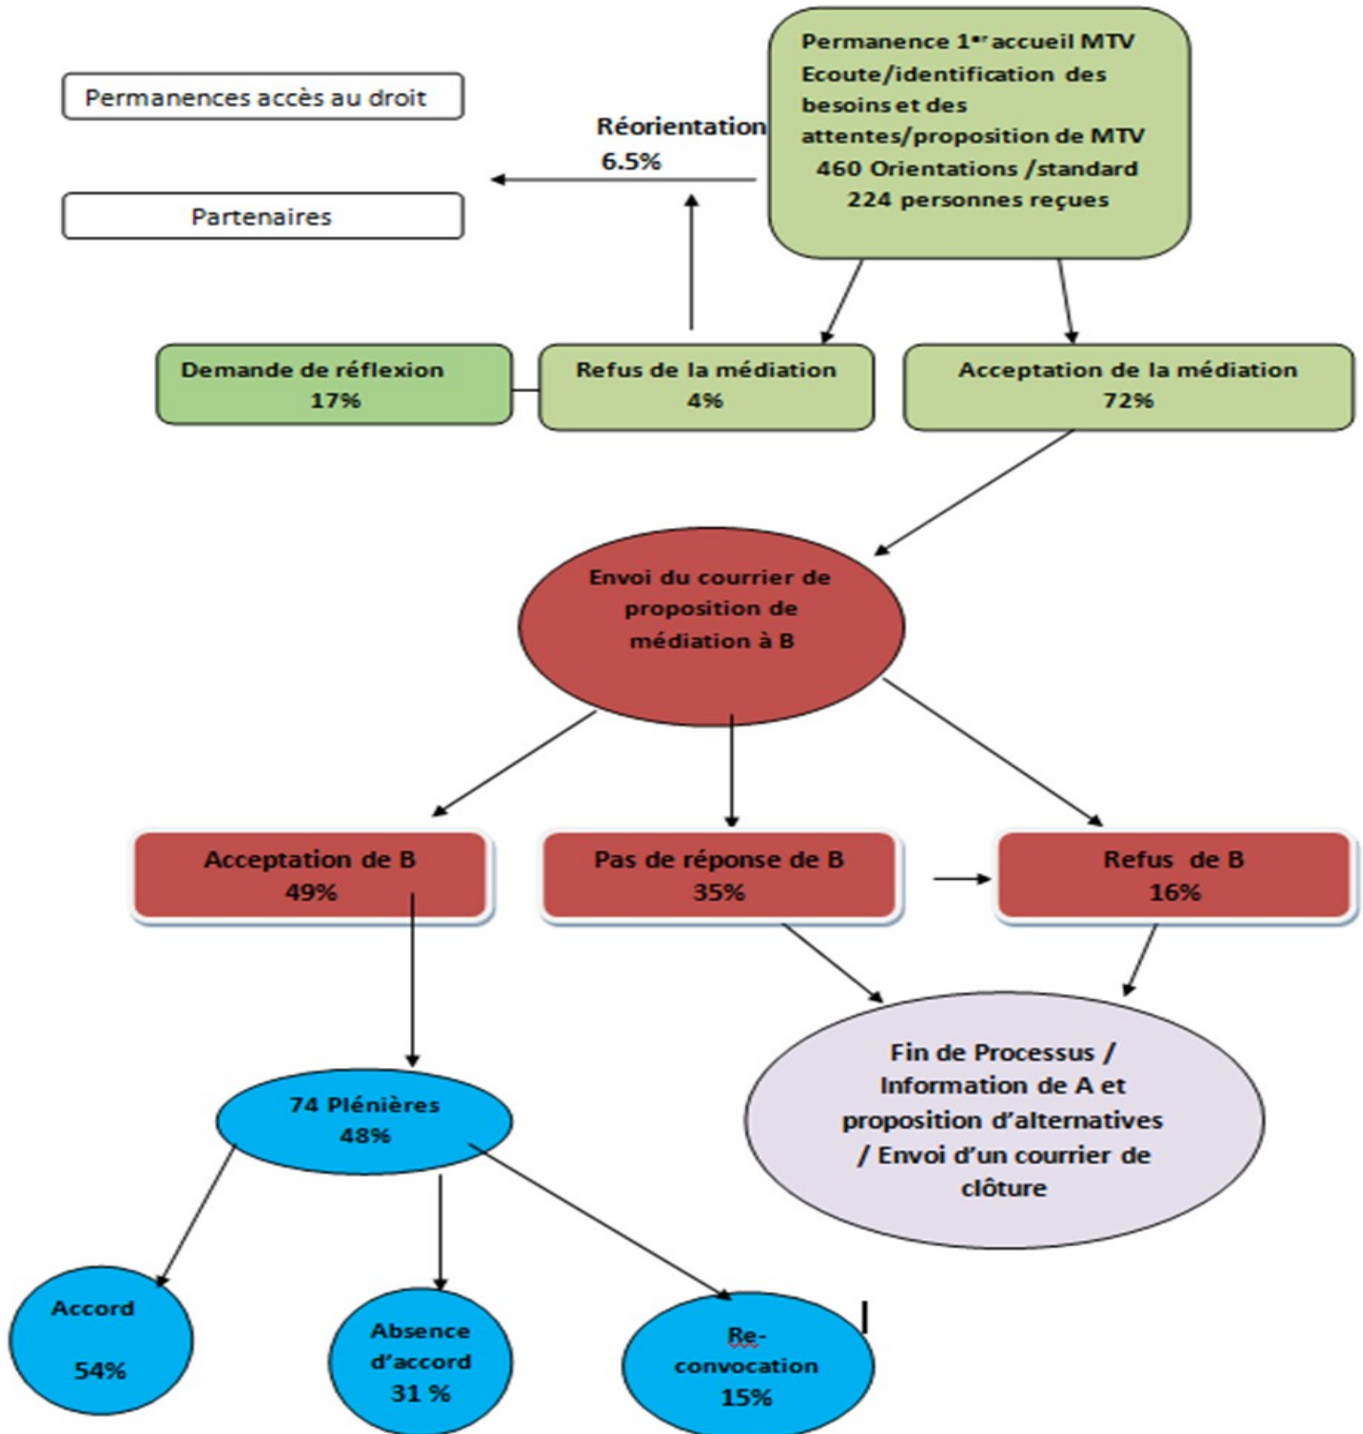 Permanence 1er accueil MTV
Ecoute/identification des
besoins et des
attentes/proposition de MTV
460 Orientations /standard
224 personnes reçues
Permanences accès au droit
Réorientation
6.5%
Partenaires
Demande de réflexion
17%
Refus de la médiation
4%
Acceptation de la médiation
72%
Envoi du courrier de
proposition de
médiation à B
Acceptation de B
49%
Pas de réponse de B
35%
Refus de B
16%
74 Plénières
48%
Fin de Processus /
Information de A et
proposition d’alternatives
/ Envoi d’un courrier de
clôture
Accord
54%
Absence
d’accord
31 %
Re-
convocation
15%